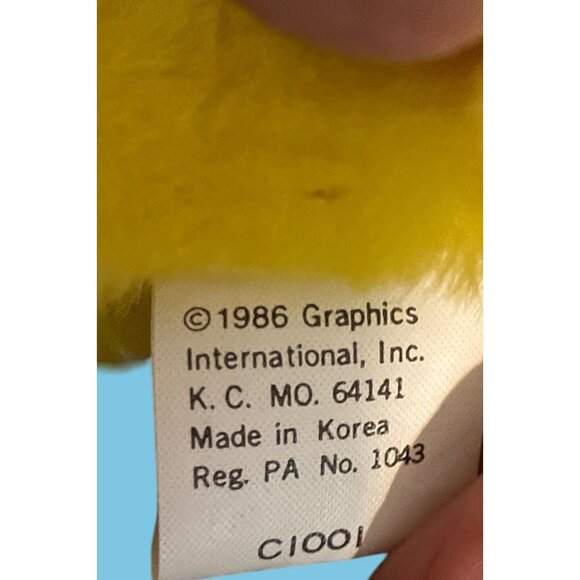 ©1986 Graphics
International, Inc.
K. C. MO. 64141
Made in Korea
Reg. PA No. 1043
C1001